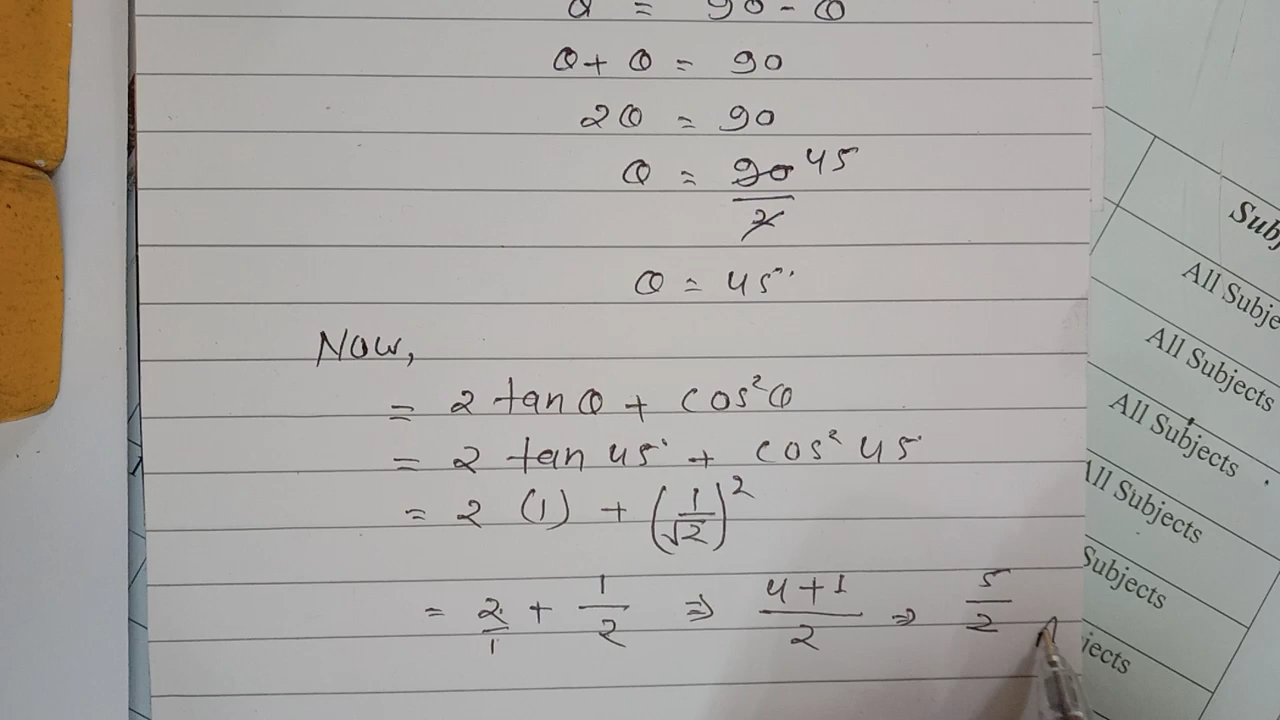 θ = 90 - θ
θ + θ = 90
2θ = 90
θ = 90/2 45
θ = 45°
Now,
= 2 tan θ + cos²θ
= 2 tan 45° + cos² 45°
= 2 (1) + (1/√2)²
= 2/1 + 1/2 ⇒ 4+1/2 ⇒ 5/2
Sub
All Subje
All Subjects
All Subjects
All Subjects
Subjects
jects